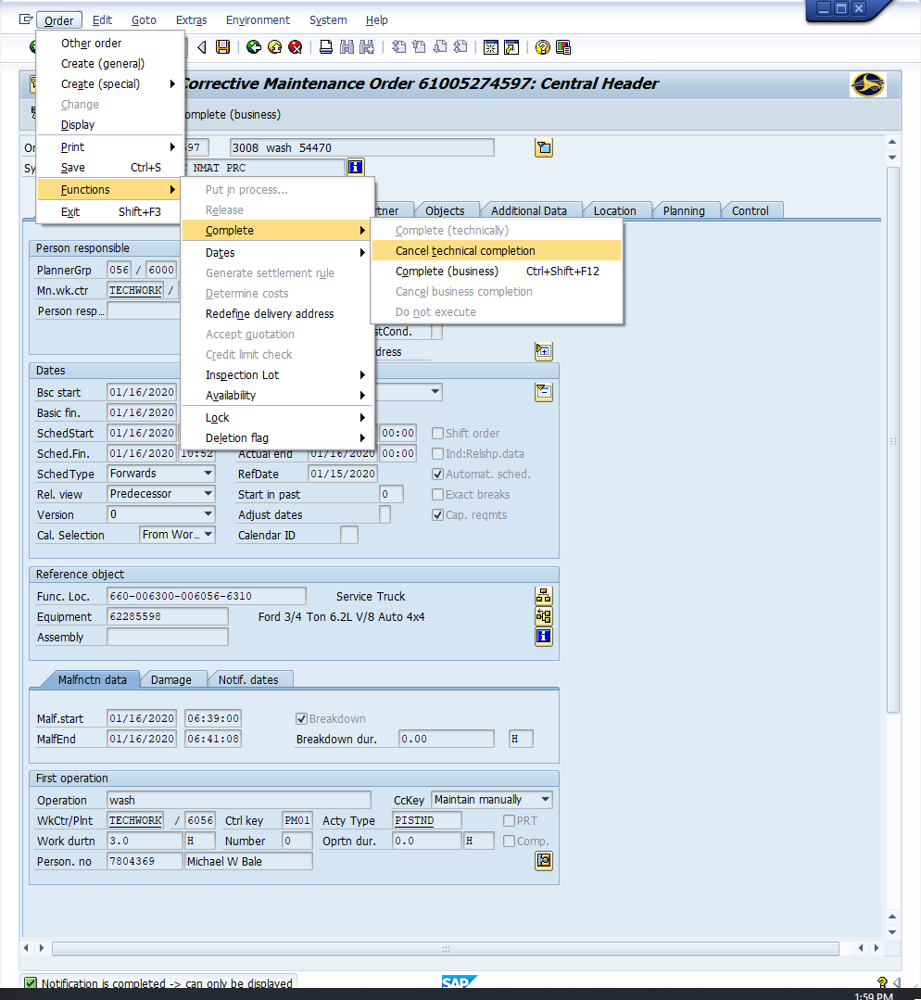 Order Edit Goto Extras Environment System Help
Other order
Create (general)
Create (special)
Change
Display
Print
Save Ctrl+S
Functions
Exit Shift+F3
Corrective Maintenance Order 61005274597: Central Header
omplete (business)
Or 597 3008 wash 54470
Sy NMAT PRC
Put in process...
Release
Complete
Dates
Generate settlement rule
Determine costs
Redefine delivery address
Accept quotation
Credit limit check
Inspection Lot
Availability
Lock
Deletion flag
rtner Objects Additional Data Location Planning Control
Complete (technically)
Cancel technical completion
Complete (business) Ctrl+Shift+F12
Cancel business completion
Do not execute
Person responsible
PlannerGrp 056 / 6000
Mn.wk.ctr TECHWORK /
Person resp...
stCond.
dress
Dates
Bsc start 01/16/2020
Basic fin. 01/16/2020
SchedStart 01/16/2020 00:00 Shift order
Sched.Fin. 01/16/2020 10:52 Actual end 01/16/2020 00:00 Ind:Relshp.data
SchedType Forwards RefDate 01/15/2020 Automat. sched.
Rel. view Predecessor Start in past 0 Exact breaks
Version 0 Adjust dates Cap. reqmts
Cal. Selection From Wor... Calendar ID
Reference object
Func. Loc. 660-006300-006056-6310 Service Truck
Equipment 62285598 Ford 3/4 Ton 6.2L V/8 Auto 4x4
Assembly
Malfnctn data Damage Notif. dates
Malf.start 01/16/2020 06:39:00 Breakdown
MalfEnd 01/16/2020 06:41:08 Breakdown dur. 0.00 H
First operation
Operation wash CcKey Maintain manually
WkCtr/Plnt TECHWORK / 6056 Ctrl key PM01 Acty Type PISTND PRT
Work durtn 3.0 H Number 0 Oprtn dur. 0.0 H Comp.
Person. no 7804369 Michael W Bale
Notification is completed -> can only be displayed SAP
1:59 PM